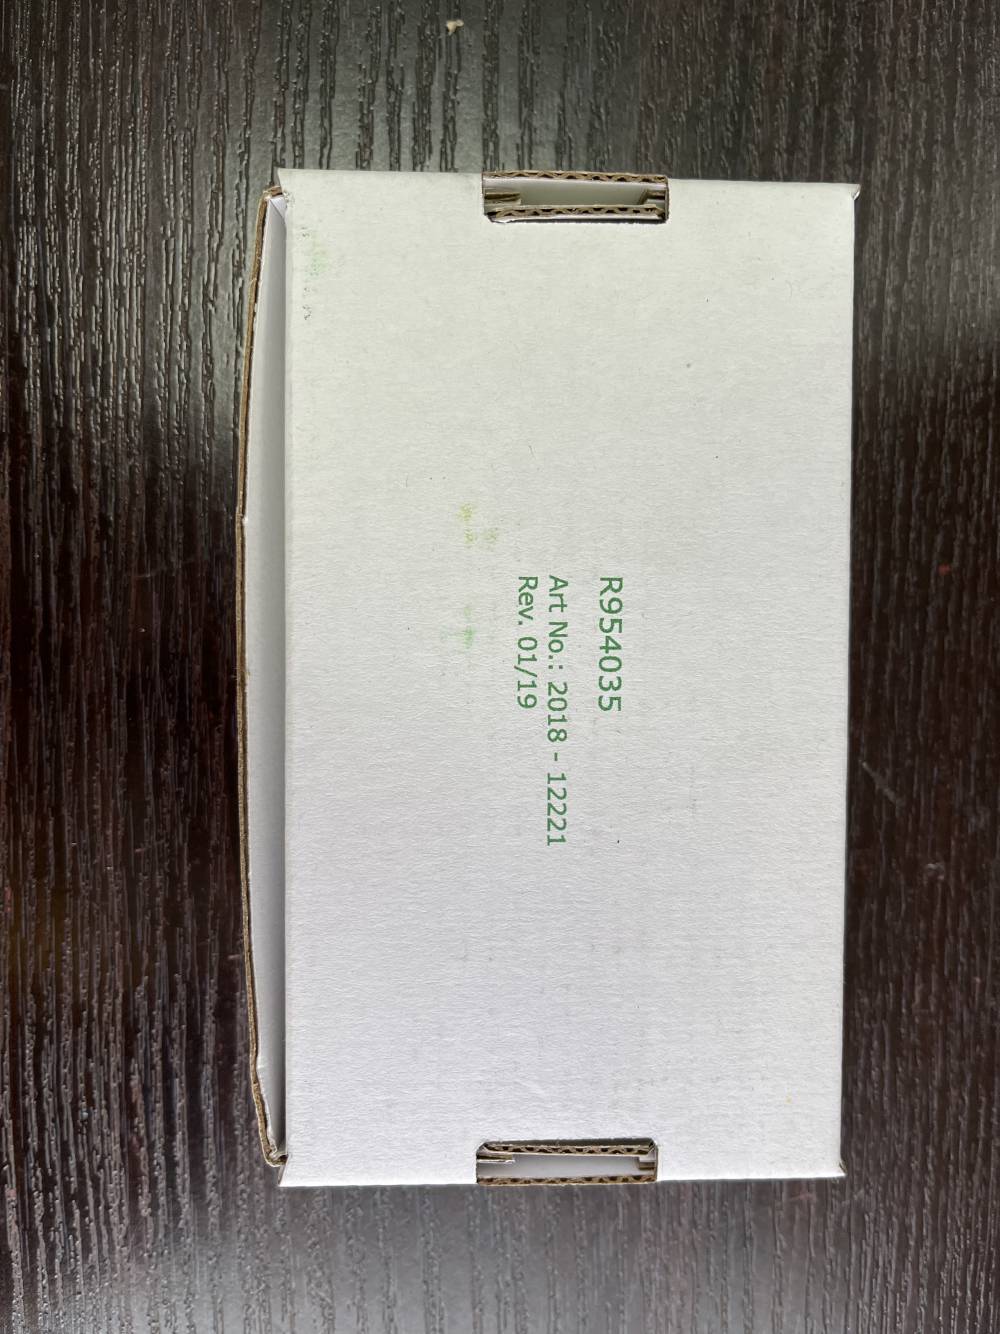 R954035
Art No.: 2018 - 12221
Rev. 01/19